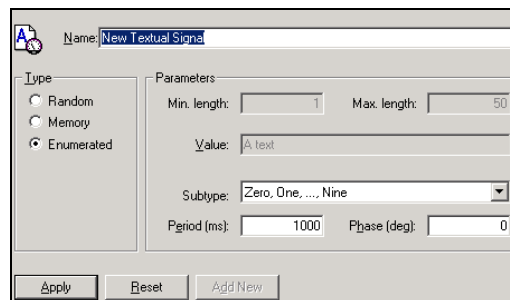 Name: New Textual Signal
Type
Random
Memory
Enumerated
Parameters
Min. length: 1 Max. length: 50
Value: A text
Subtype: Zero, One, ..., Nine
Period (ms): 1000 Phase (deg): 0
Apply Reset Add New